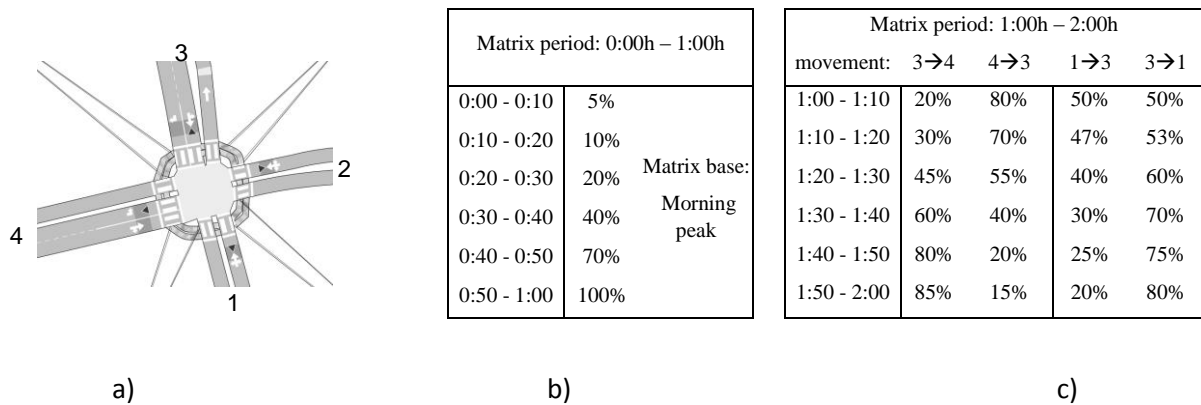 3
2
4
1
Matrix period: 0:00h – 1:00h
0:00 - 0:10 5%
0:10 - 0:20 10%
0:20 - 0:30 20%
0:30 - 0:40 40%
0:40 - 0:50 70%
0:50 - 1:00 100%
Matrix base:
Morning
peak
Matrix period: 1:00h – 2:00h
movement: 3→4 4→3 1→3 3→1
1:00 - 1:10 20% 80% 50% 50%
1:10 - 1:20 30% 70% 47% 53%
1:20 - 1:30 45% 55% 40% 60%
1:30 - 1:40 60% 40% 30% 70%
1:40 - 1:50 80% 20% 25% 75%
1:50 - 2:00 85% 15% 20% 80%
a) b) c)